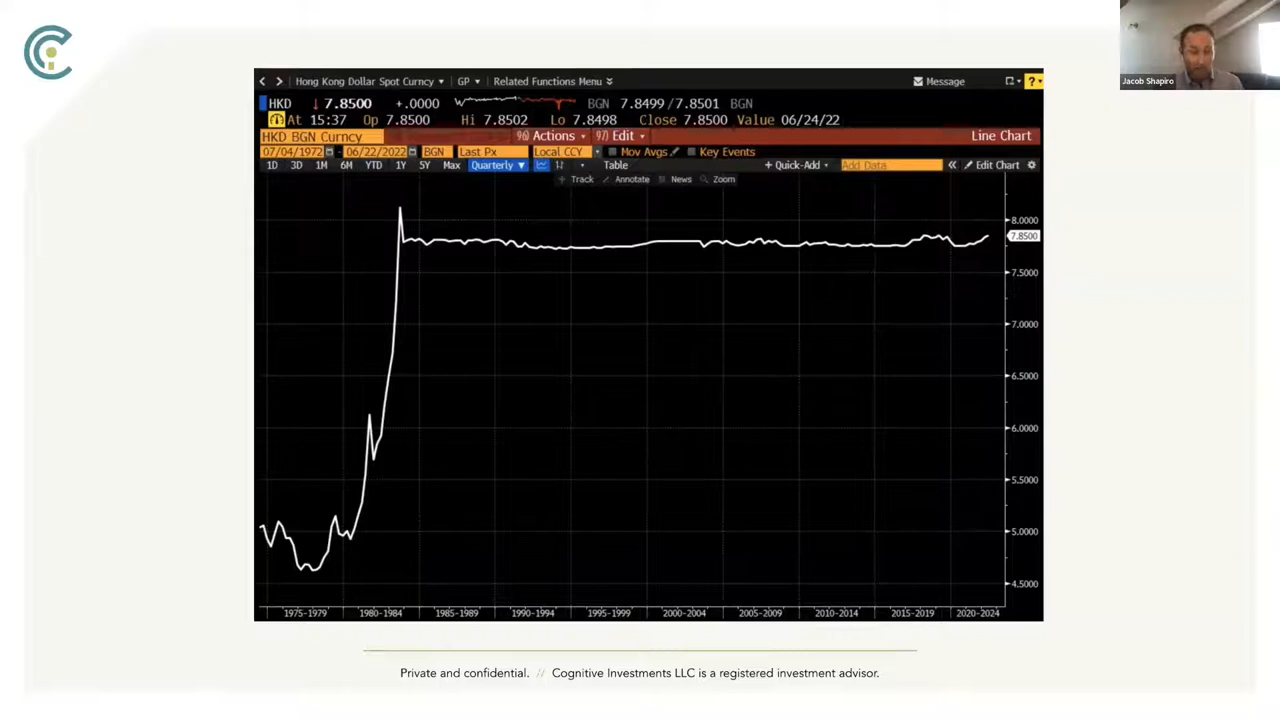 Jacob Shapiro
Hong Kong Dollar Spot Curncy GP Related Functions Menu Message ?
HKD 7.8500 +.0000 BGN 7.8499/7.8501 BGN
At 15:37 Op 7.8500 Hi 7.8502 Lo 7.8498 Close 7.8500 Value 06/24/22
HKD BGN Curncy 96) Actions 97) Edit Line Chart
07/04/1972 - 06/22/2022 BGN Last Px Local CCY Mov Avgs Key Events
1D 3D 1M 6M YTD 1Y 5Y Max Quarterly ▼ Table + Quick-Add Add Data « Edit Chart
Track Annotate News Zoom
8.0000
7.8500
7.5000
7.0000
6.5000
6.0000
5.5000
5.0000
4.5000
1975-1979 1980-1984 1985-1989 1990-1994 1995-1999 2000-2004 2005-2009 2010-2014 2015-2019 2020-2024
Private and confidential. // Cognitive Investments LLC is a registered investment advisor.